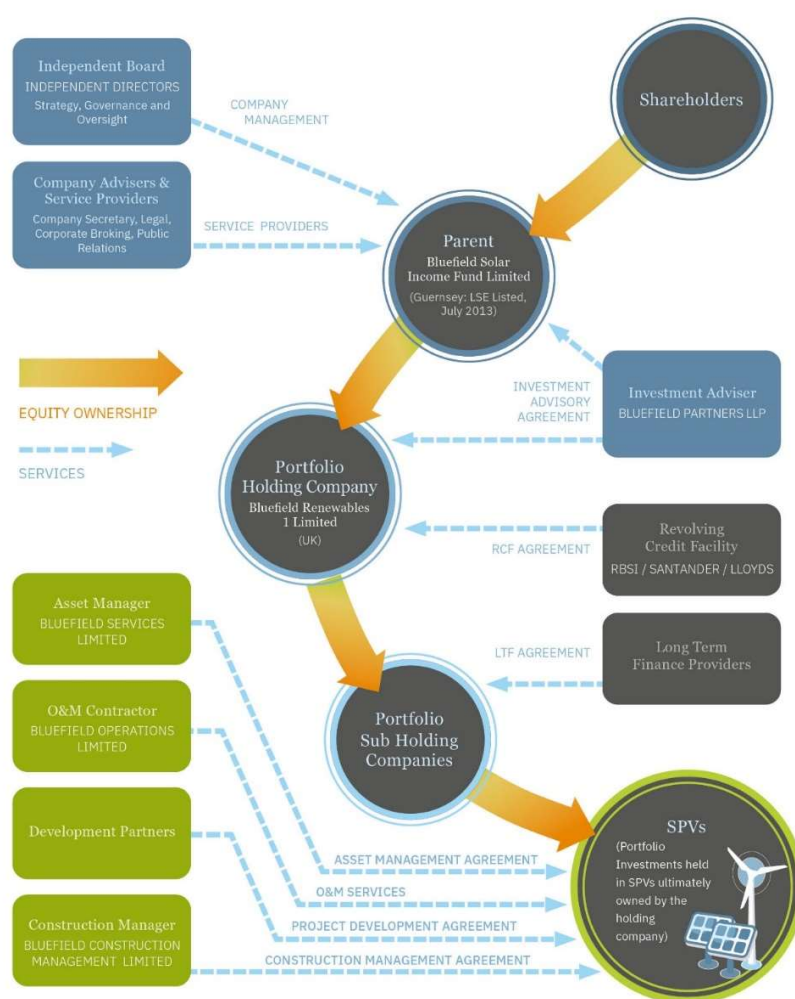 Independent Board
INDEPENDENT DIRECTORS
Strategy, Governance and
Oversight
COMPANY
MANAGEMENT
Shareholders
Company Advisers &
Service Providers
Company Secretary, Legal,
Corporate Broking, Public
Relations
SERVICE PROVIDERS
Parent
Bluefield Solar
Income Fund Limited
(Guernsey: LSE Listed,
July 2013)
EQUITY OWNERSHIP
SERVICES
INVESTMENT
ADVISORY
AGREEMENT
Investment Adviser
BLUEFIELD PARTNERS LLP
Portfolio
Holding Company
Bluefield Renewables
1 Limited
(UK)
RCF AGREEMENT
Revolving
Credit Facility
RBSI / SANTANDER / LLOYDS
Asset Manager
BLUEFIELD SERVICES
LIMITED
LTF AGREEMENT
Long Term
Finance Providers
O&M Contractor
BLUEFIELD OPERATIONS
LIMITED
Portfolio
Sub Holding
Companies
Development Partners
SPVs
(Portfolio
Investments held
in SPVs ultimately
owned by the
holding
company)
ASSET MANAGEMENT AGREEMENT
O&M SERVICES
Construction Manager
BLUEFIELD CONSTRUCTION
MANAGEMENT LIMITED
PROJECT DEVELOPMENT AGREEMENT
CONSTRUCTION MANAGEMENT AGREEMENT